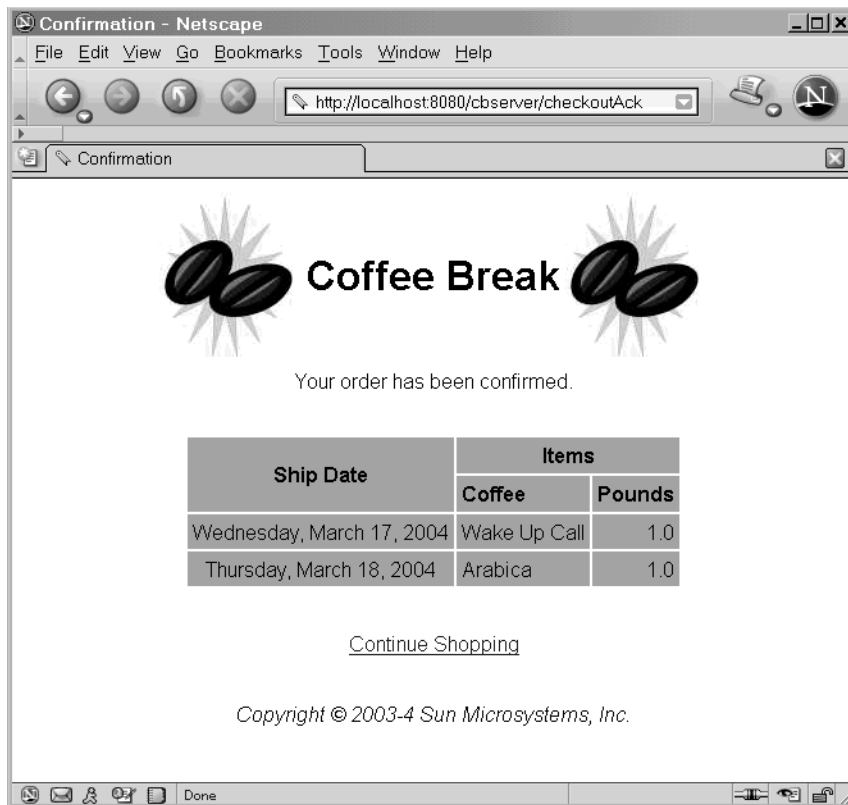 Confirmation - Netscape
File Edit View Go Bookmarks Tools Window Help
http://localhost:8080/cbserver/checkoutAck
N
Confirmation
Coffee Break
Your order has been confirmed.
Ship Date
Items
Coffee Pounds
Wednesday, March 17, 2004 Wake Up Call 1.0
Thursday, March 18, 2004 Arabica 1.0
Continue Shopping
Copyright © 2003-4 Sun Microsystems, Inc.
Done